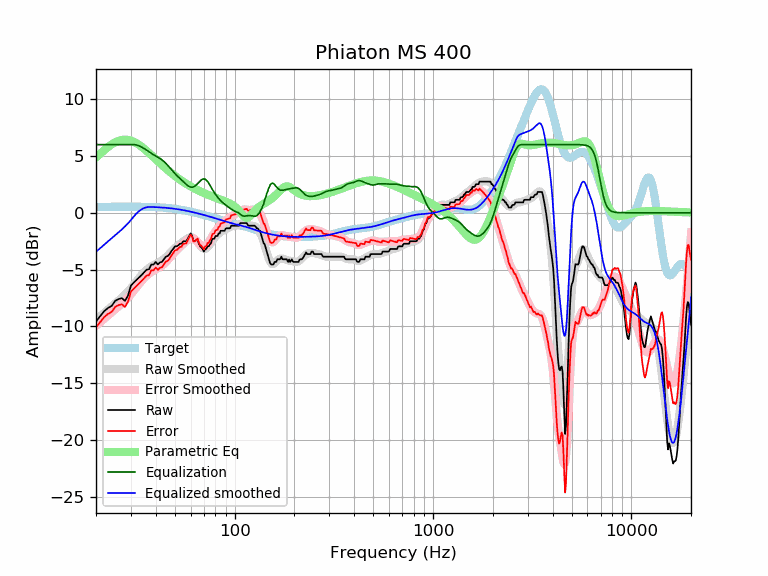 Phiaton MS 400
10
5
0
−5
−10
−15
−20
−25
Amplitude (dBr)
Target
Raw Smoothed
Error Smoothed
Raw
Error
Parametric Eq
Equalization
Equalized smoothed
100 1000 10000
Frequency (Hz)